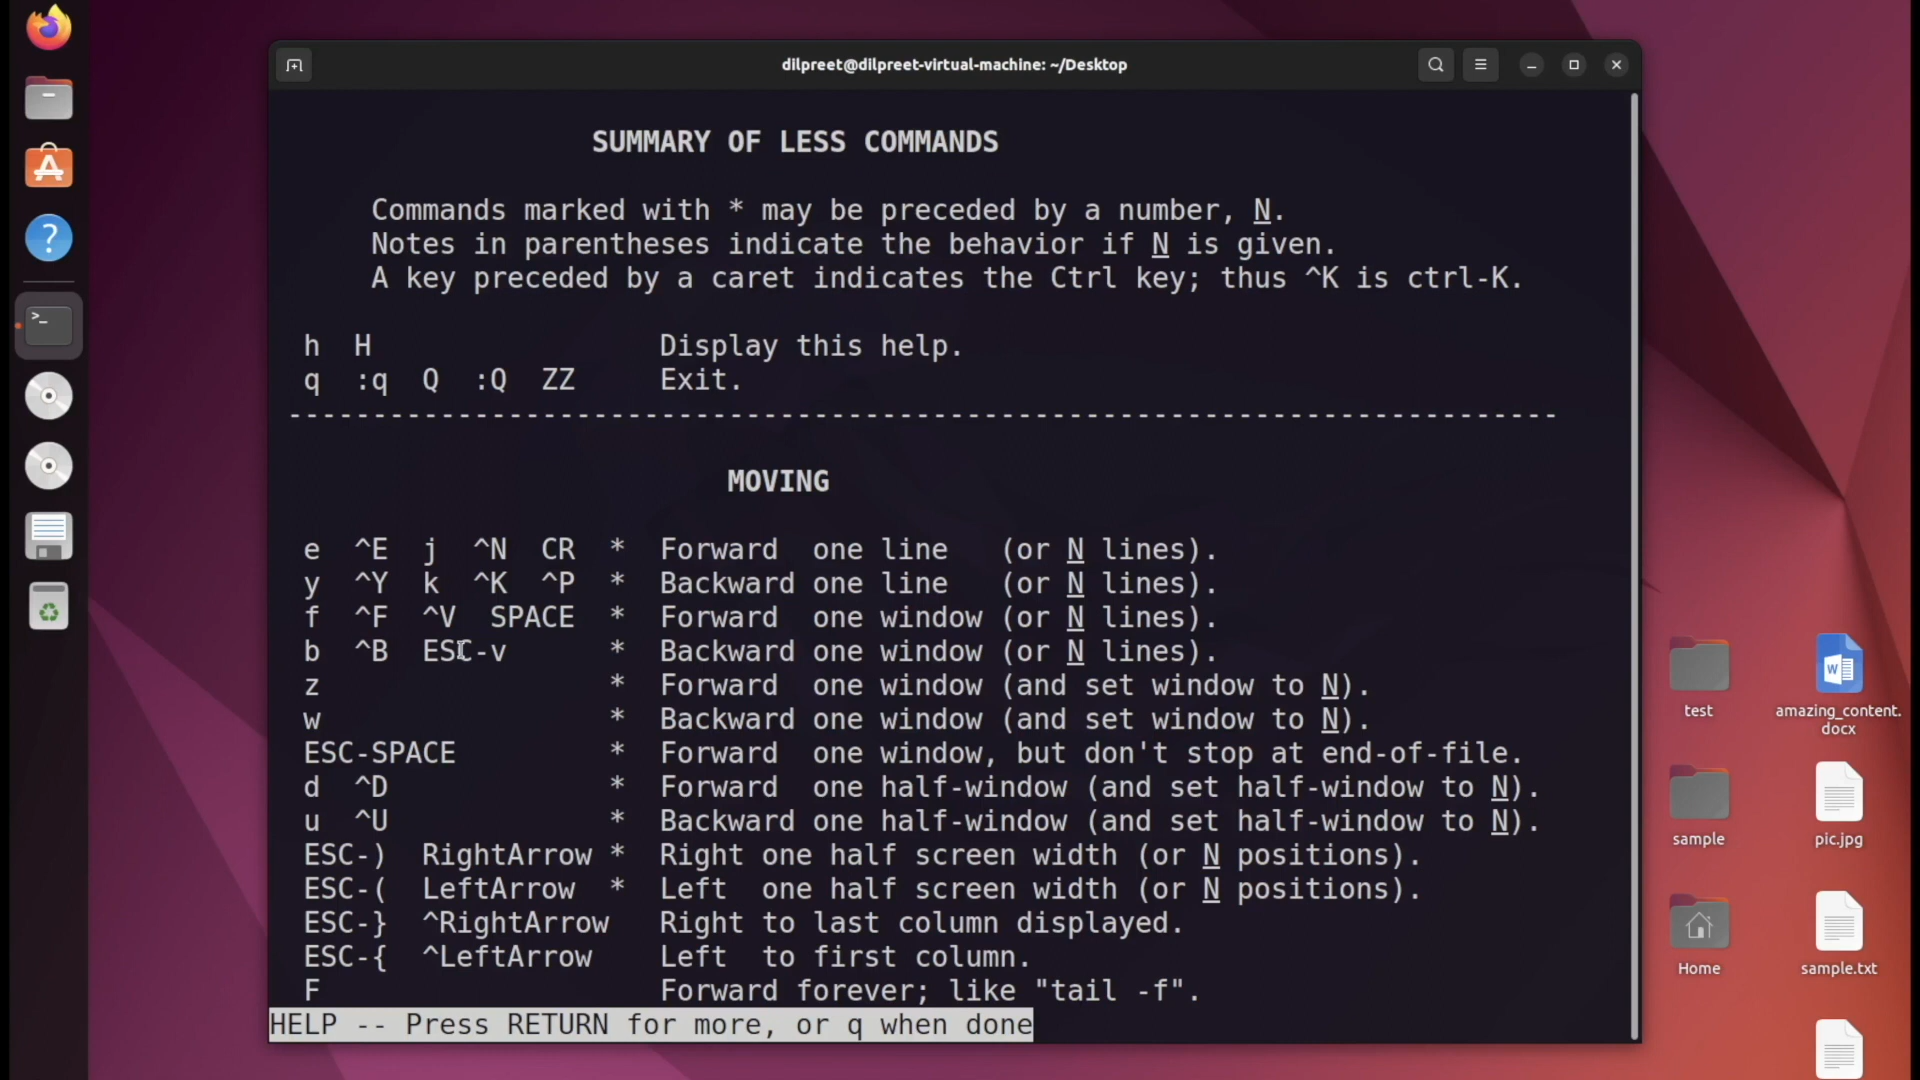 dilpreet@dilpreet-virtual-machine: ~/Desktop
SUMMARY OF LESS COMMANDS
Commands marked with * may be preceded by a number, N.
Notes in parentheses indicate the behavior if N is given.
A key preceded by a caret indicates the Ctrl key; thus ^K is ctrl-K.
h H Display this help.
q :q Q :Q ZZ Exit.
---------------------------------------------------------------------------
MOVING
e ^E j ^N CR * Forward one line (or N lines).
y ^Y k ^K ^P * Backward one line (or N lines).
f ^F ^V SPACE * Forward one window (or N lines).
b ^B ESC-v * Backward one window (or N lines).
z * Forward one window (and set window to N).
w * Backward one window (and set window to N).
ESC-SPACE * Forward one window, but don't stop at end-of-file.
d ^D * Forward one half-window (and set half-window to N).
u ^U * Backward one half-window (and set half-window to N).
ESC-) RightArrow * Right one half screen width (or N positions).
ESC-( LeftArrow * Left one half screen width (or N positions).
ESC-} ^RightArrow Right to last column displayed.
ESC-{ ^LeftArrow Left to first column.
F Forward forever; like "tail -f".
HELP -- Press RETURN for more, or q when done
test
amazing_content.
docx
sample
pic.jpg
Home
sample.txt